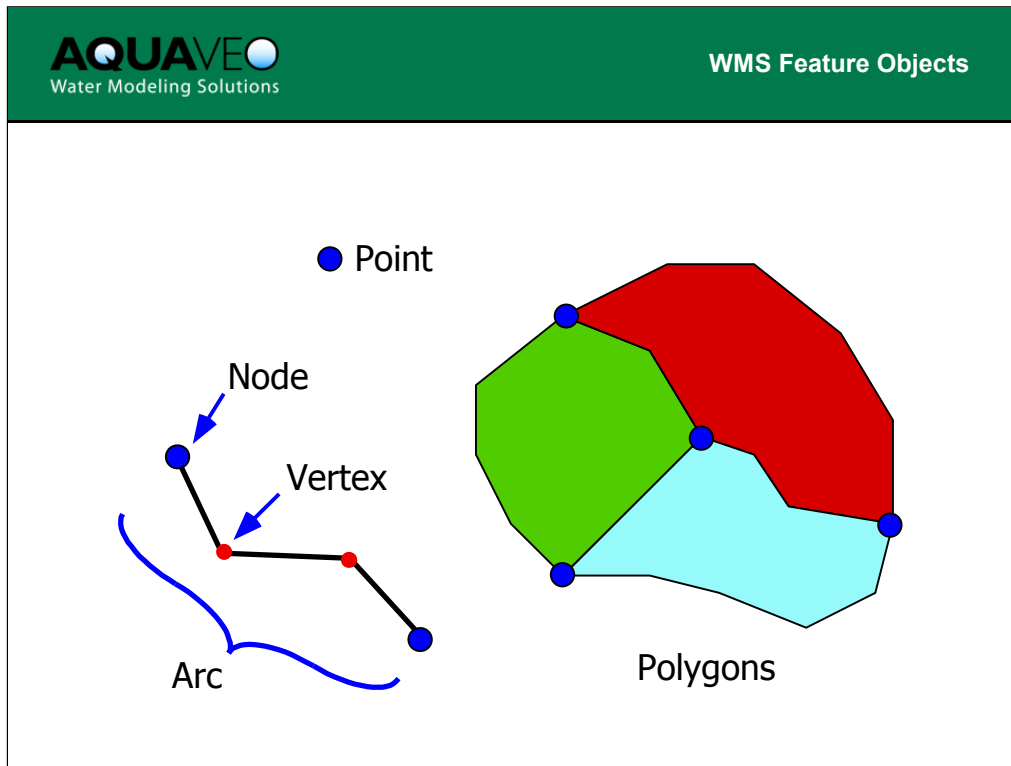 AQUAVEO
Water Modeling Solutions
WMS Feature Objects
Point
Node
Vertex
Arc
Polygons